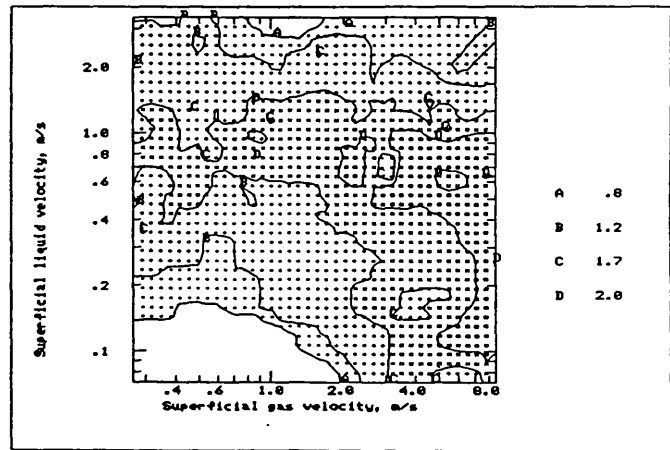 2.0
1.0
.8
.6
.4
.2
.1
Superficial liquid velocity, m/s
.4 .6 1.0 2.0 4.0 8.0
Superficial gas velocity, m/s
A .8
B 1.2
C 1.7
D 2.0